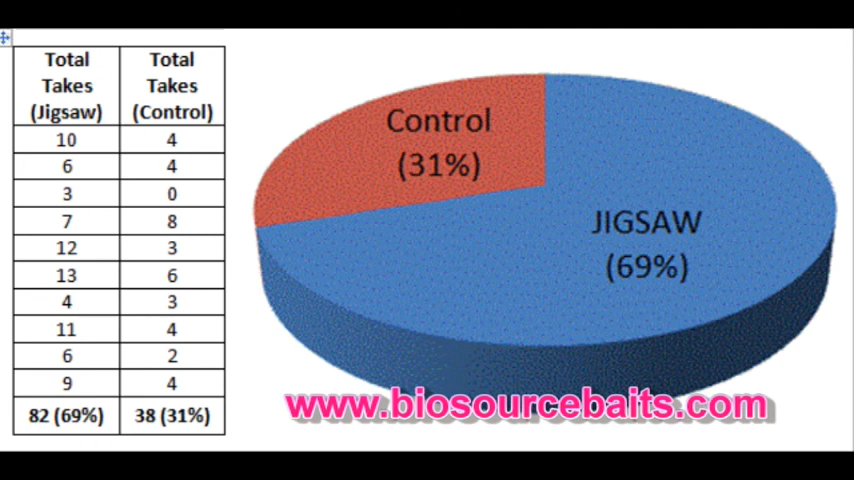 Total Takes (Jigsaw) Total Takes (Control)
10 4
6 4
3 0
7 8
12 3
13 6
4 3
11 4
6 2
9 4
82 (69%) 38 (31%)
Control
(31%)
JIGSAW
(69%)
www.biosourcebaits.com